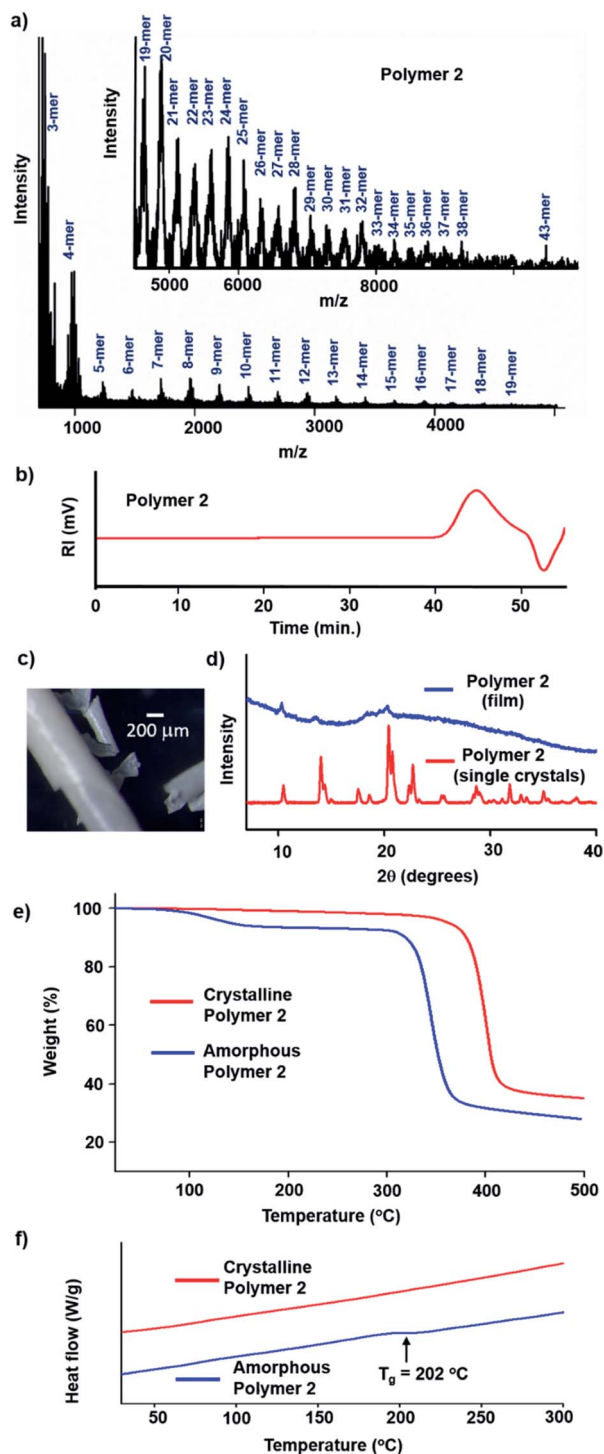 a)
Intensity
3-mer
4-mer
5-mer
6-mer
7-mer
8-mer
9-mer
10-mer
11-mer
12-mer
13-mer
14-mer
15-mer
16-mer
17-mer
18-mer
19-mer
1000
2000
3000
4000
m/z
Polymer 2
Intensity
19-mer
20-mer
21-mer
22-mer
23-mer
24-mer
25-mer
26-mer
27-mer
28-mer
29-mer
30-mer
31-mer
32-mer
33-mer
34-mer
35-mer
36-mer
37-mer
38-mer
43-mer
5000
6000
8000
m/z
b)
Polymer 2
RI (mV)
0
10
20
30
40
50
Time (min.)
c)
200 μm
d)
Intensity
Polymer 2
(film)
Polymer 2
(single crystals)
10
20
30
40
2θ (degrees)
e)
Weight (%)
100
80
60
40
20
Crystalline
Polymer 2
Amorphous
Polymer 2
100
200
300
400
500
Temperature (°C)
f)
Heat flow (W/g)
Crystalline
Polymer 2
Amorphous
Polymer 2
Tg = 202 °C
50
100
150
200
250
300
Temperature (°C)